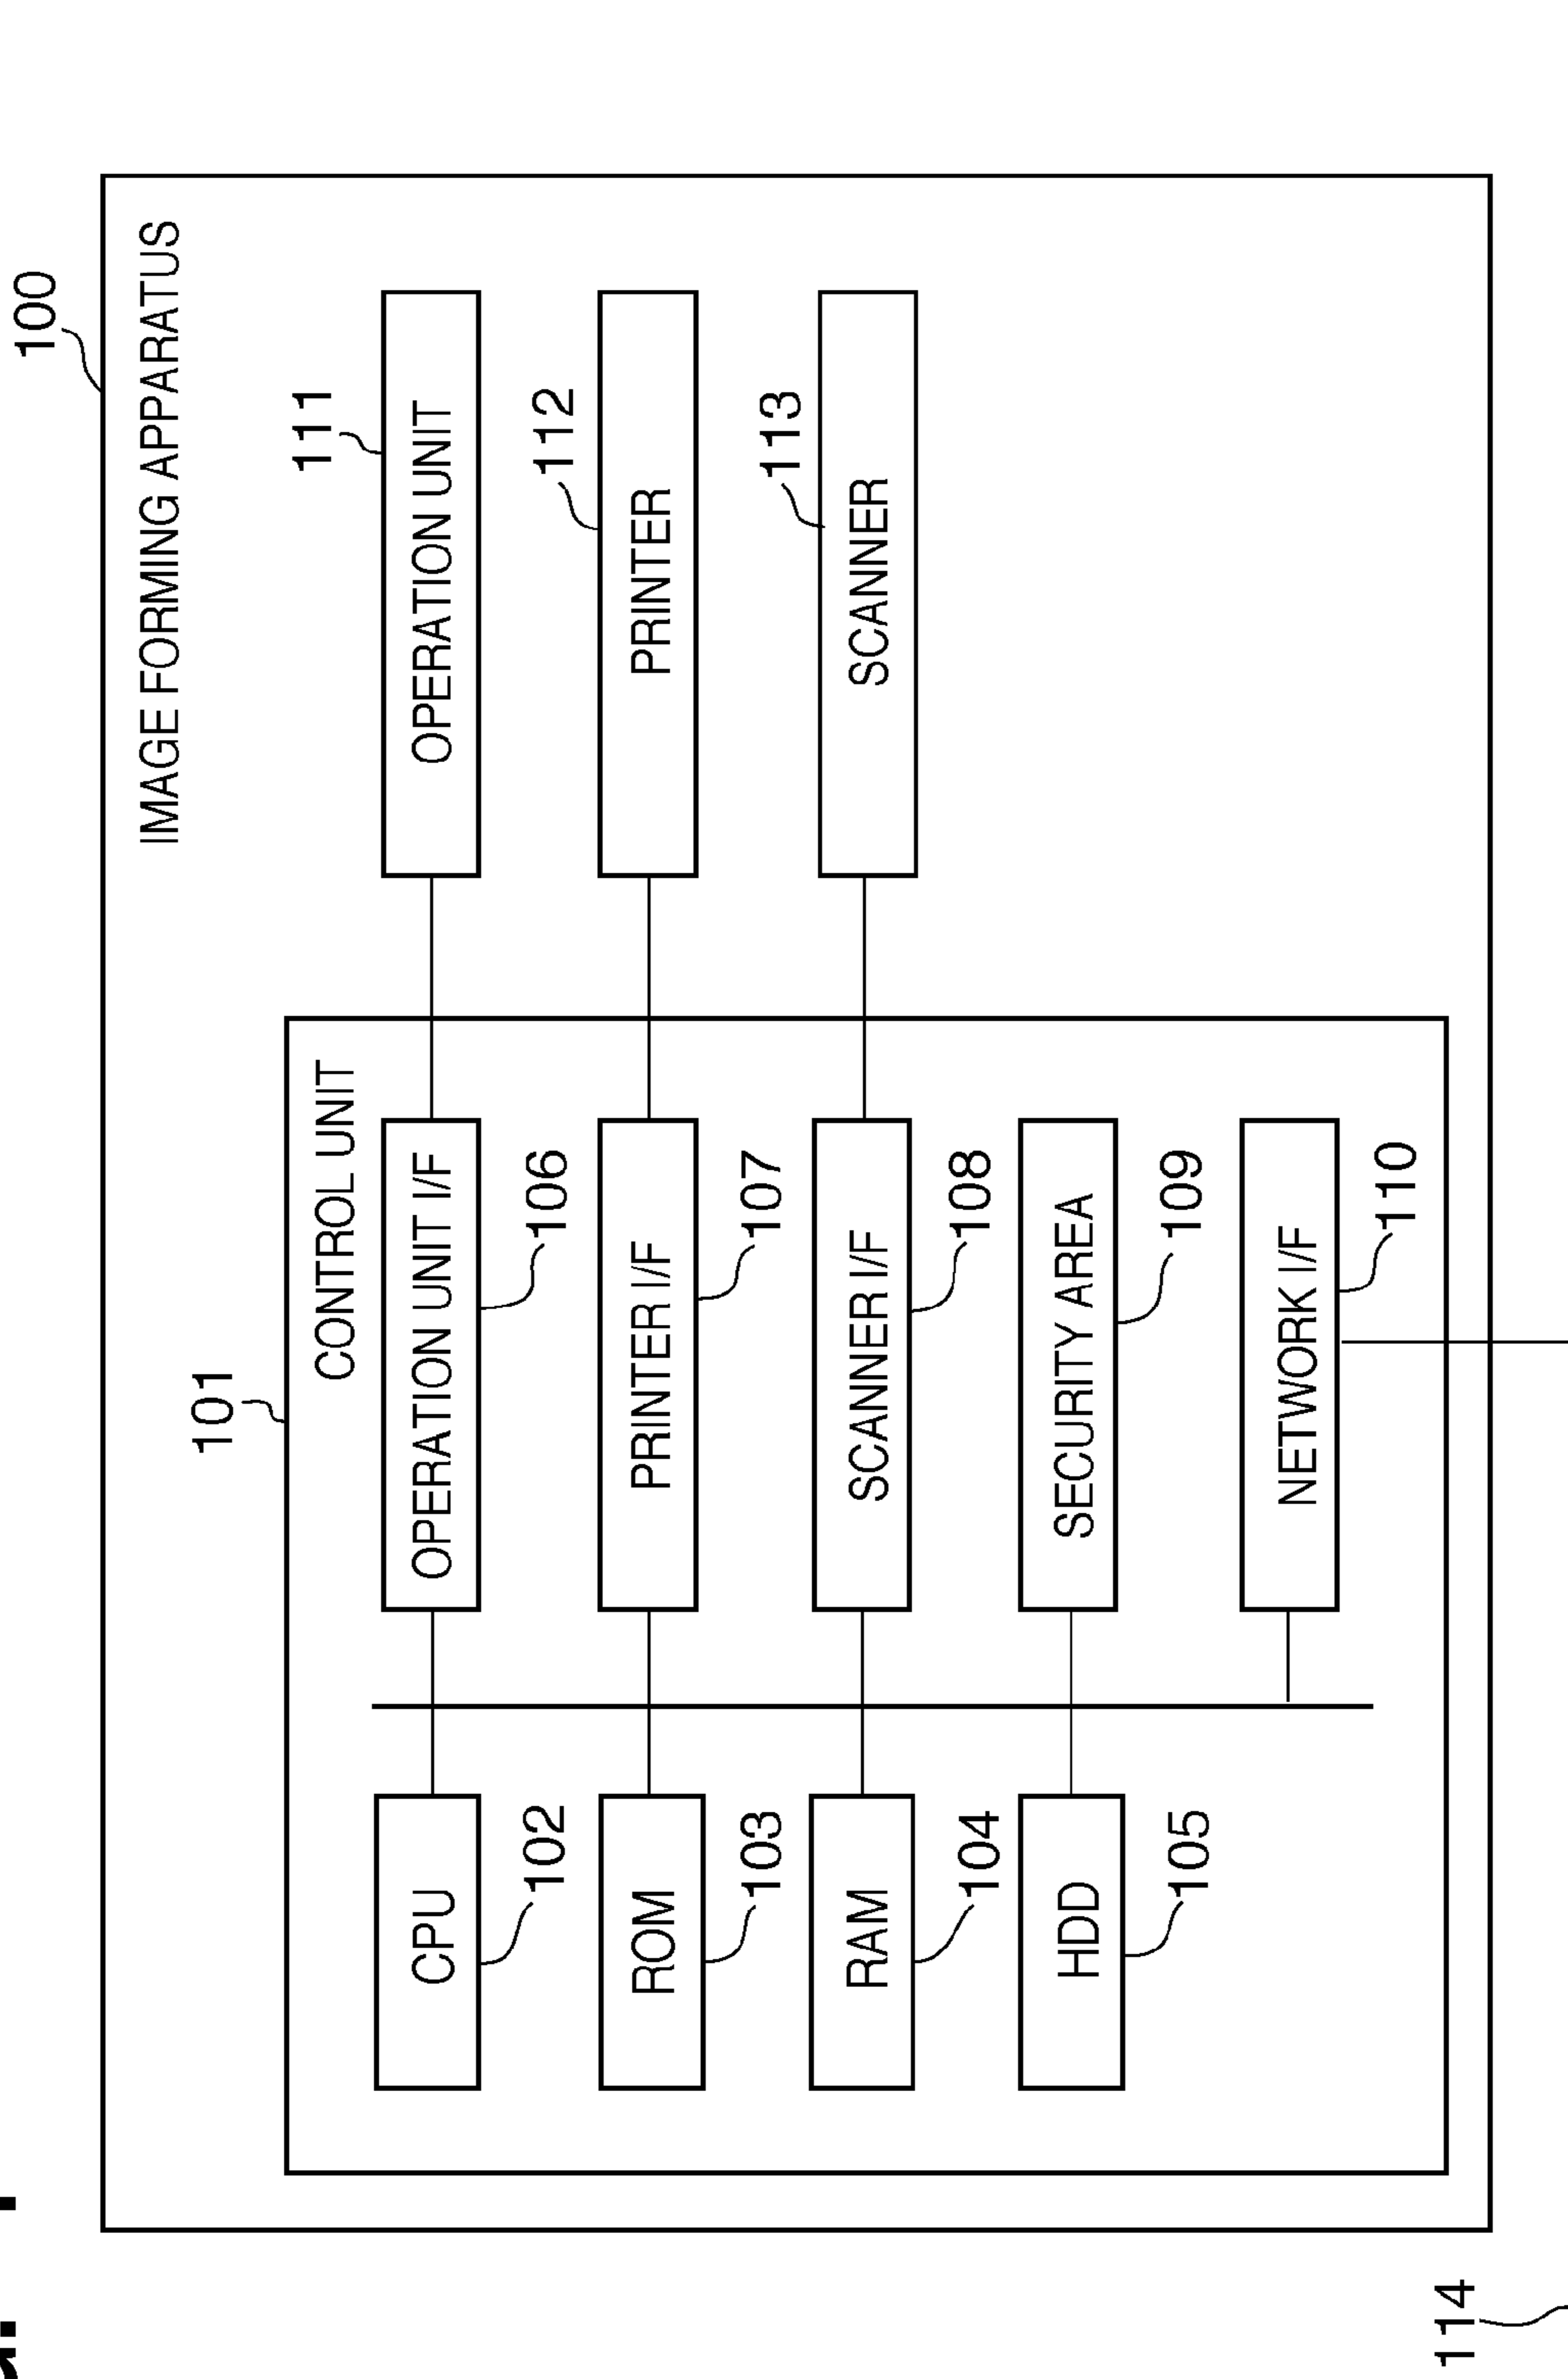 100
IMAGE FORMING APPARATUS
101
CONTROL UNIT
111
CPU
OPERATION UNIT I/F
OPERATION UNIT
102
106
112
ROM
PRINTER I/F
PRINTER
103
107
113
RAM
SCANNER I/F
SCANNER
104
108
HDD
SECURITY AREA
105
109
NETWORK I/F
110
114